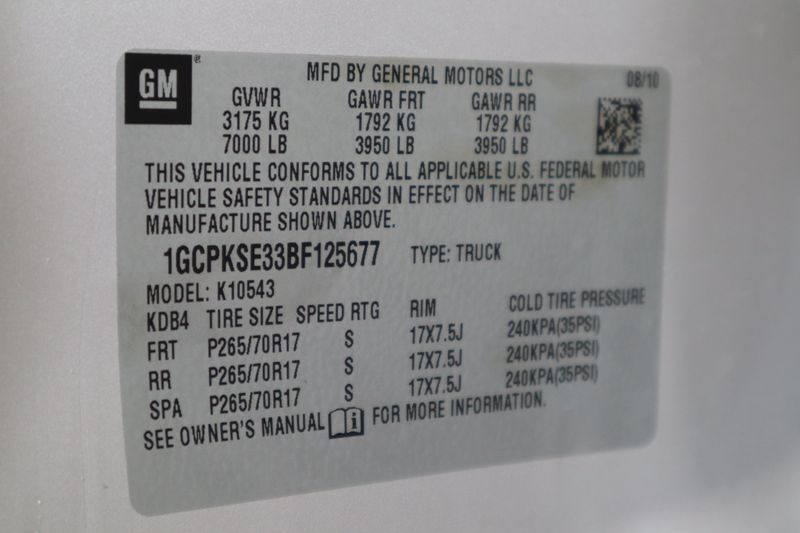 GM
MFD BY GENERAL MOTORS LLC 08/10
GVWR GAWR FRT GAWR RR
3175 KG 1792 KG 1792 KG
7000 LB 3950 LB 3950 LB
THIS VEHICLE CONFORMS TO ALL APPLICABLE U.S. FEDERAL MOTOR
VEHICLE SAFETY STANDARDS IN EFFECT ON THE DATE OF
MANUFACTURE SHOWN ABOVE.
1GCPKSE33BF125677 TYPE: TRUCK
MODEL: K10543
KDB4 TIRE SIZE SPEED RTG RIM COLD TIRE PRESSURE
FRT P265/70R17 S 17X7.5J 240KPA(35PSI)
RR P265/70R17 S 17X7.5J 240KPA(35PSI)
SPA P265/70R17 S 17X7.5J 240KPA(35PSI)
SEE OWNER'S MANUAL i FOR MORE INFORMATION.